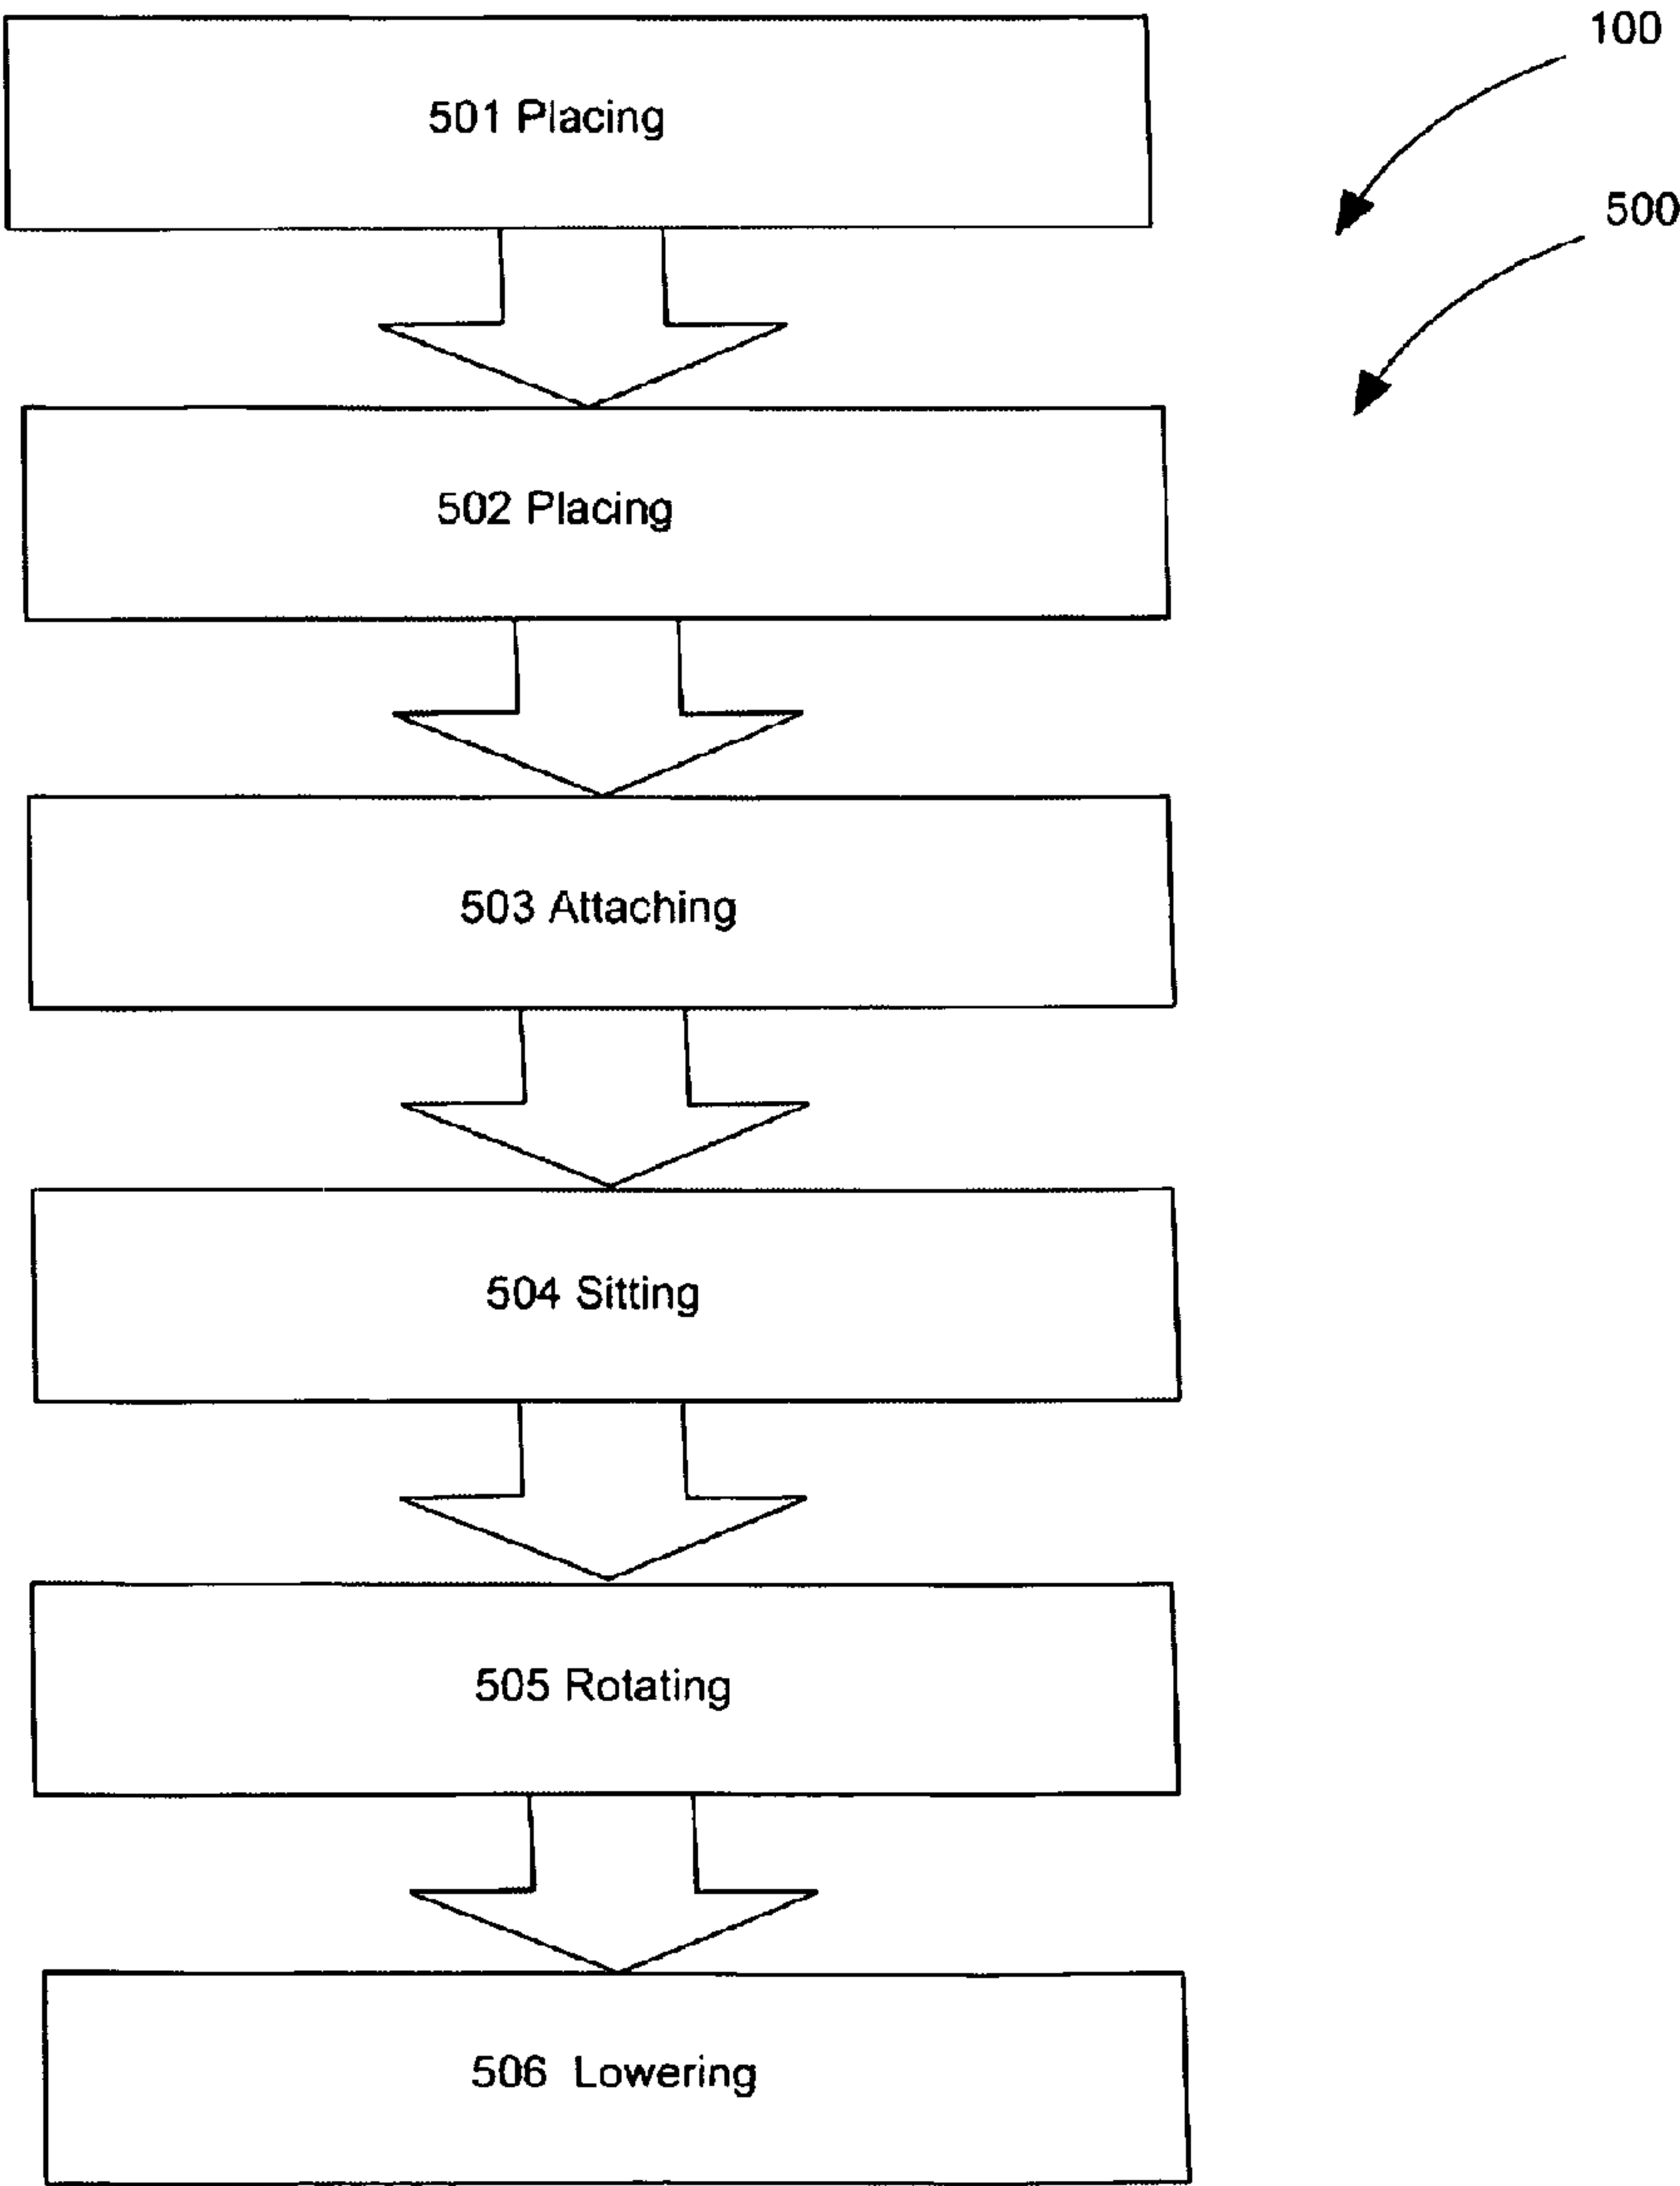 100
501 Placing
500
502 Placing
503 Attaching
504 Sitting
505 Rotating
506 Lowering